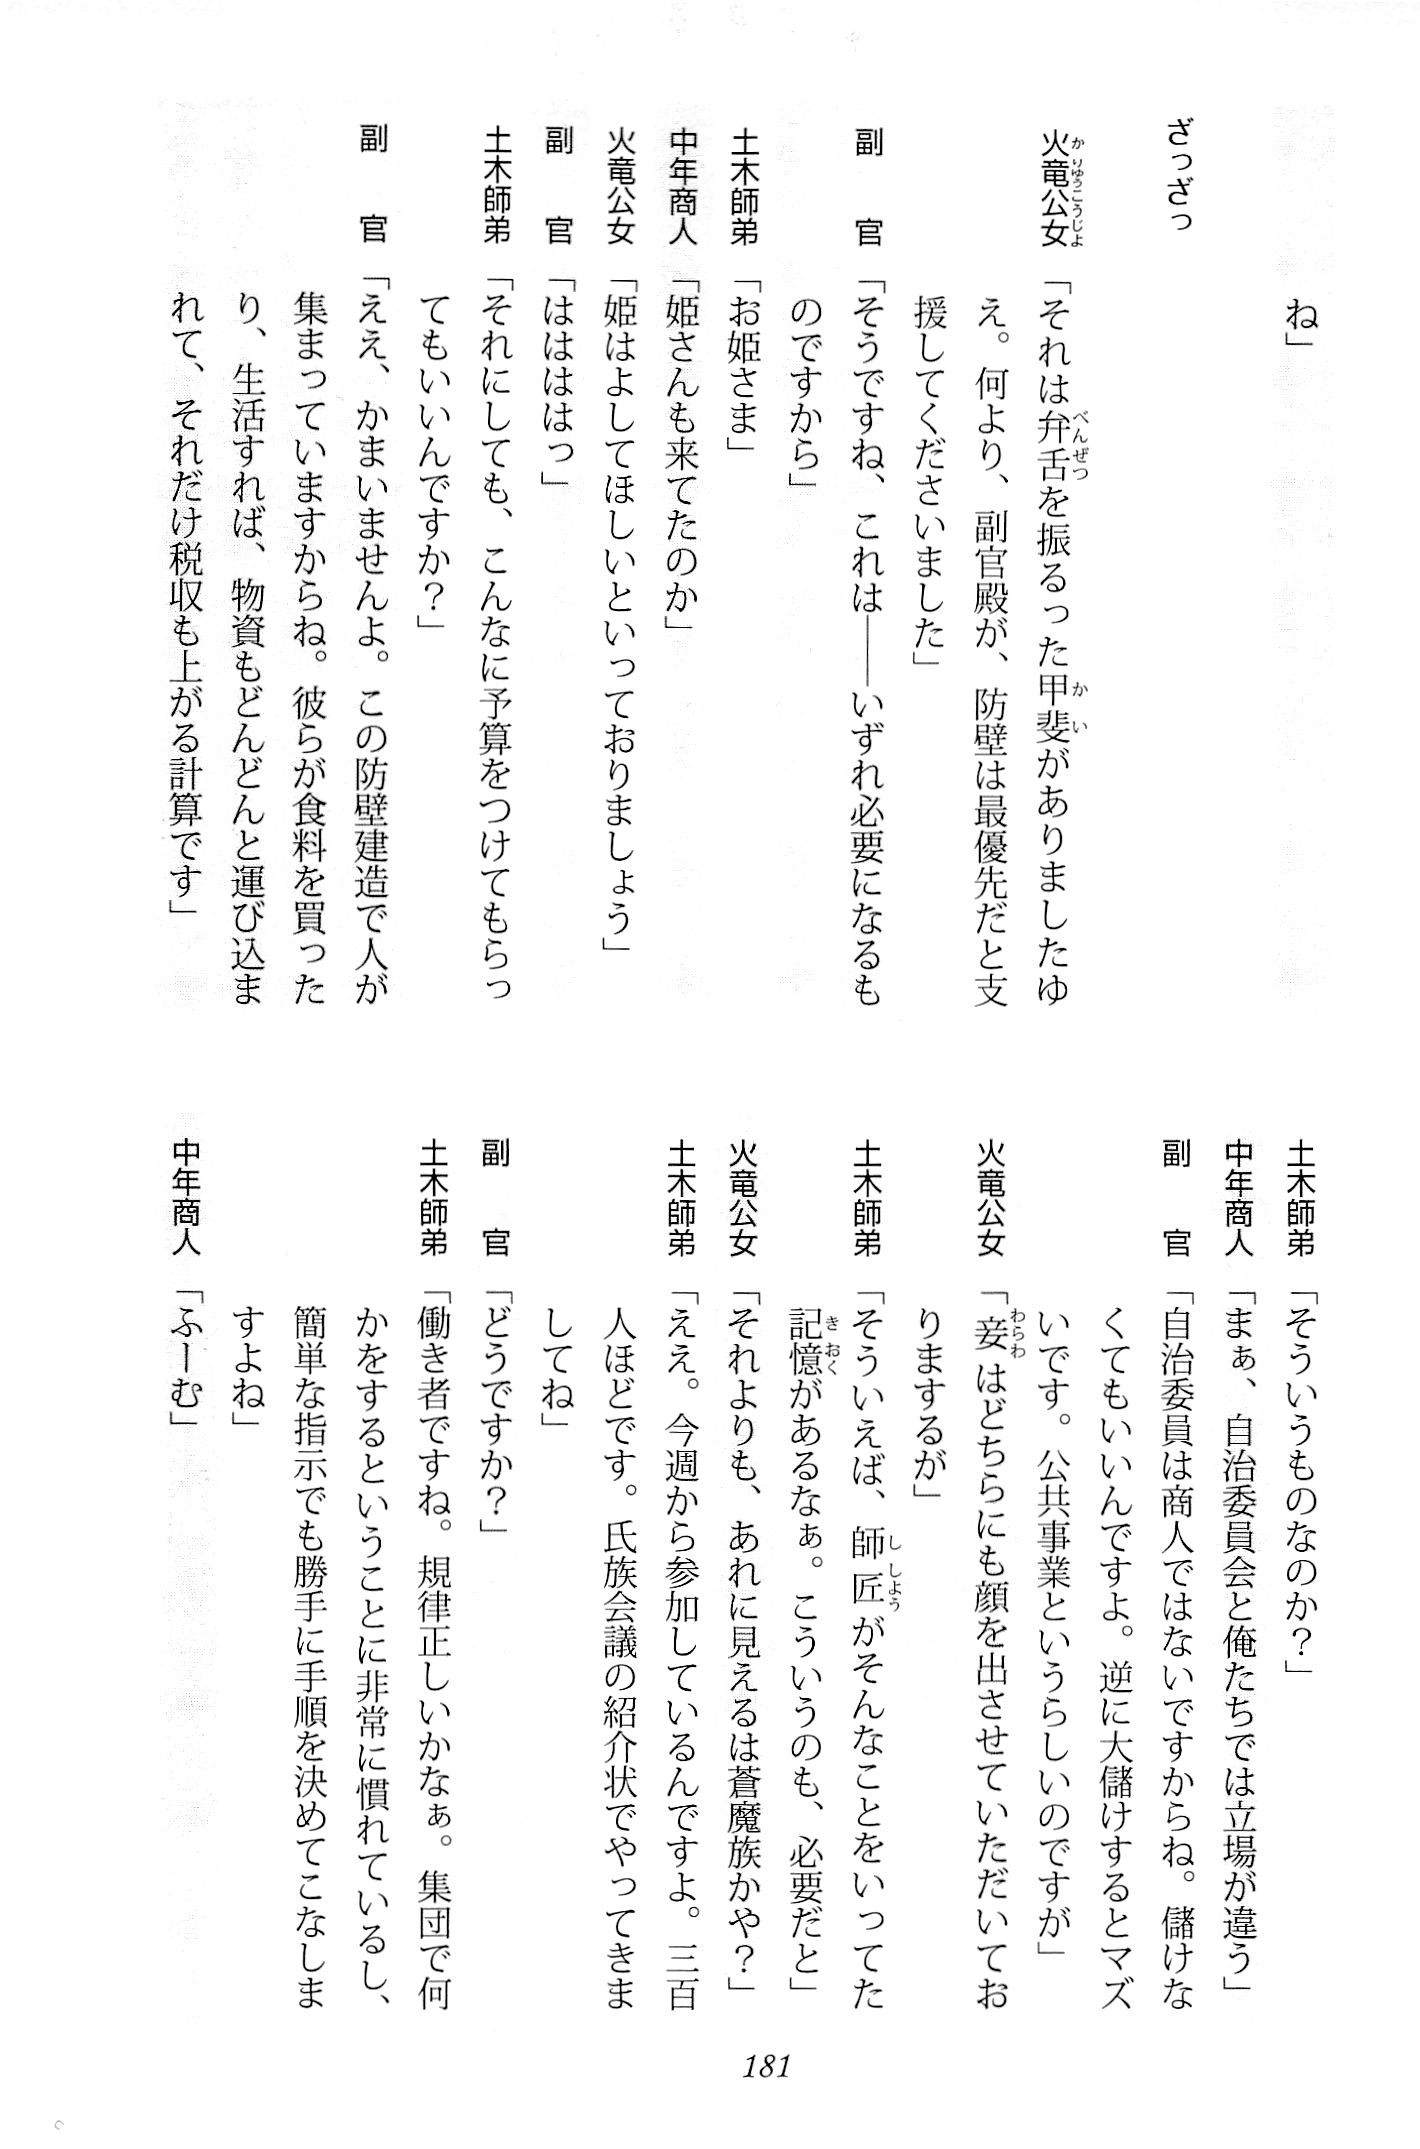 ね」
ざっざっ
火竜公女「それは弁舌を振るった甲斐がありましたゆ
え。何より、副官殿が、防壁は最優先だと支
援してくださいました」
副　官「そうですね、これは――いずれ必要になるも
のですから」
土木師弟「お姫さま」
中年商人「姫さんも来てたのか」
火竜公女「姫はよしてほしいといっておりましょう」
副　官「はははは​っ」
土木師弟「それにしても、こんなに予算をつけてもらっ
てもいいんですか？」
副　官「ええ、かまいませんよ。この防壁建造で人が
集まっていますからね。彼らが食料を買った
り、生活すれば、物資もどんどんと運び込ま
れて、それだけ税収も上がる計算です」
土木師弟「そういうものなのか？」
中年商人「まぁ、自治委員会と俺たちでは立場が違う」
副　官「自治委員は商人ではないですからね。儲けな
くてもいいんですよ。逆に大儲けするとマズ
いです。公共事業というらしいのですが」
火竜公女「妾はどちらにも顔を出させていただいてお
りまするが」
土木師弟「そういえば、師匠がそんなことをいってた
記憶があるなぁ。こういうのも、必要だと」
火竜公女「それよりも、あれに見えるは蒼魔族かや？」
土木師弟「ええ。今週から参加しているんですよ。三百
人ほどです。氏族会議の紹介状でやってきま
してね」
副　官「どうですか？」
土木師弟「働き者ですね。規律正しいかなぁ。集団で何
かをするということに非常に慣れているし、
簡単な指示でも勝手に手順を決めてこなしま
すよね」
中年商人「ふーむ」
181